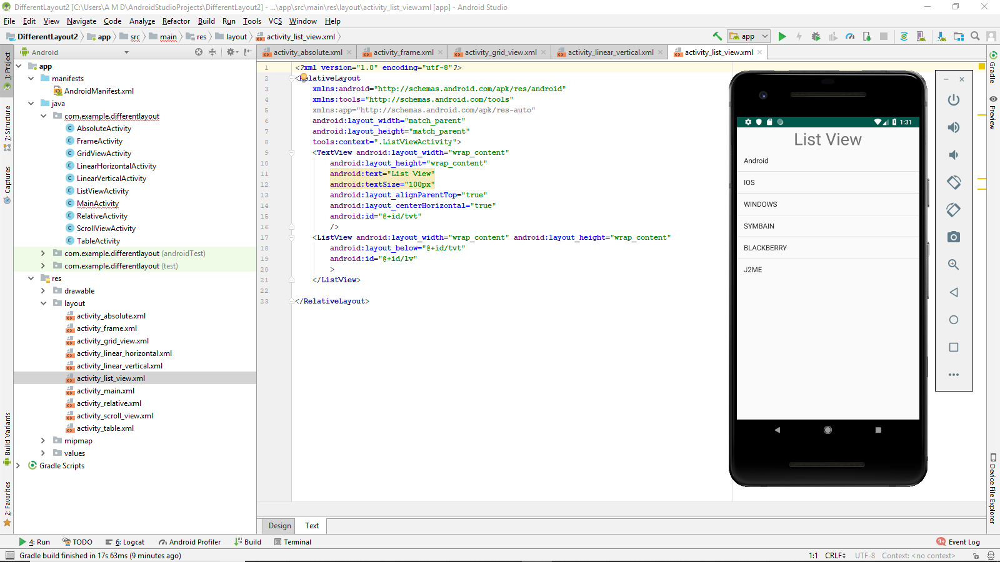 DifferentLayout2 [C:\Users\A M D\AndroidStudioProjects\DifferentLayout2] - ...\app\src\main\res\layout\activity_list_view.xml [app] - Android Studio
File Edit View Navigate Code Analyze Refactor Build Run Tools VCS Window Help
DifferentLayout2 app src main res layout activity_list_view.xml app
Android
activity_absolute.xml activity_frame.xml activity_grid_view.xml activity_linear_vertical.xml activity_list_view.xml
1: Project
7: Structure
Captures
Build Variants
2: Favorites
app
manifests
AndroidManifest.xml
java
com.example.differentlayout
AbsoluteActivity
FrameActivity
GridViewActivity
LinearHorizontalActivity
LinearVerticalActivity
ListViewActivity
MainActivity
RelativeActivity
ScrollViewActivity
TableActivity
com.example.differentlayout (androidTest)
com.example.differentlayout (test)
res
drawable
layout
activity_absolute.xml
activity_frame.xml
activity_grid_view.xml
activity_linear_horizontal.xml
activity_linear_vertical.xml
activity_list_view.xml
activity_main.xml
activity_relative.xml
activity_scroll_view.xml
activity_table.xml
mipmap
values
Gradle Scripts
1 <?xml version="1.0" encoding="utf-8"?>
2 <RelativeLayout
3 xmlns:android="http://schemas.android.com/apk/res/android"
4 xmlns:tools="http://schemas.android.com/tools"
5 xmlns:app="http://schemas.android.com/apk/res-auto"
6 android:layout_width="match_parent"
7 android:layout_height="match_parent"
8 tools:context=".ListViewActivity">
9 <TextView android:layout_width="wrap_content"
10 android:layout_height="wrap_content"
11 android:text="List View"
12 android:textSize="100px"
13 android:layout_alignParentTop="true"
14 android:layout_centerHorizontal="true"
15 android:id="@+id/tvt"
16 />
17 <ListView android:layout_width="wrap_content" android:layout_height="wrap_content"
18 android:layout_below="@+id/tvt"
19 android:id="@+id/lv"
20 >
21 </ListView>
22
23 </RelativeLayout>
1:31
List View
Android
IOS
WINDOWS
SYMBAIN
BLACKBERRY
J2ME
Gradle
Preview
Device File Explorer
Design Text
4: Run TODO 6: Logcat Android Profiler Build Terminal 9+ Event Log
Gradle build finished in 17s 63ms (9 minutes ago) 1:1 CRLF UTF-8 Context: <no context>